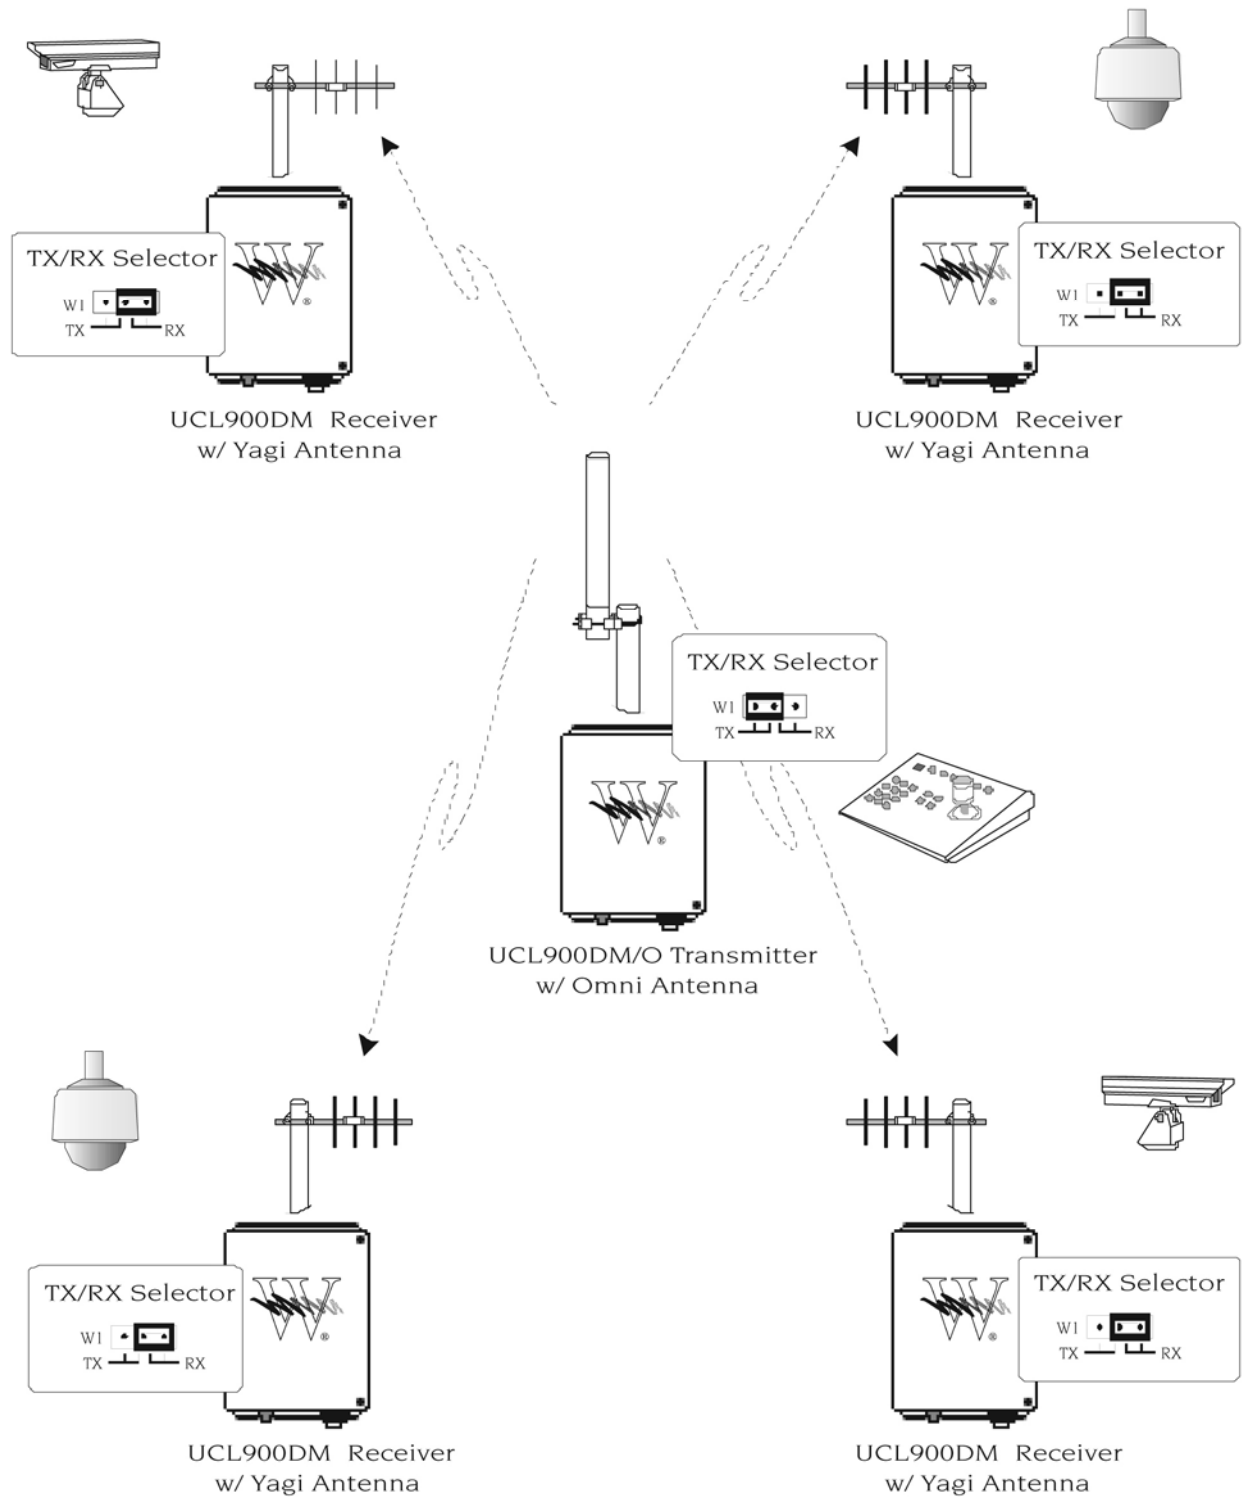 TX/RX Selector
W1
TX RX
®
UCL900DM Receiver
w/ Yagi Antenna
TX/RX Selector
W1
TX RX
®
UCL900DM Receiver
w/ Yagi Antenna
TX/RX Selector
W1
TX RX
®
UCL900DM/O Transmitter
w/ Omni Antenna
TX/RX Selector
W1
TX RX
®
UCL900DM Receiver
w/ Yagi Antenna
TX/RX Selector
W1
TX RX
®
UCL900DM Receiver
w/ Yagi Antenna